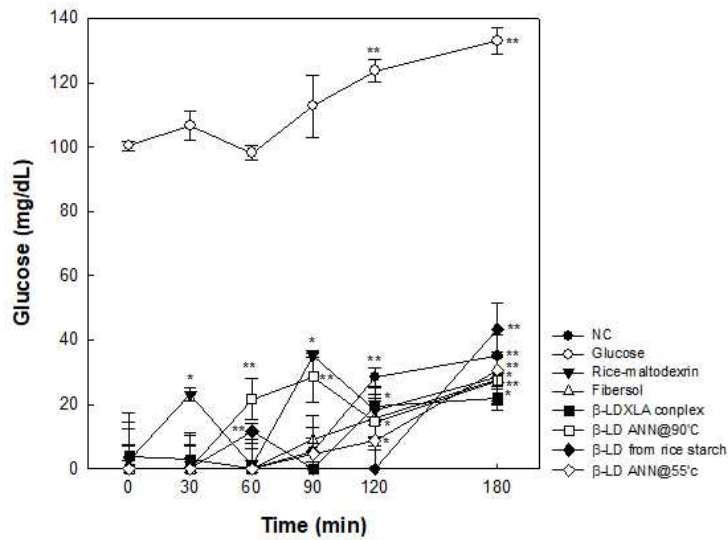 140
120
100
80
60
40
20
0
Glucose (mg/dL)
** 
**
*
**
*
**
**
**
*
*
*
**
**
**
*
**
*
0 30 60 90 120 180
Time (min)
NC
Glucose
Rice-maltodexrin
Fibersol
β-LDXLA conplex
β-LD ANN@90'C
β-LD from rice starch
β-LD ANN@55'c